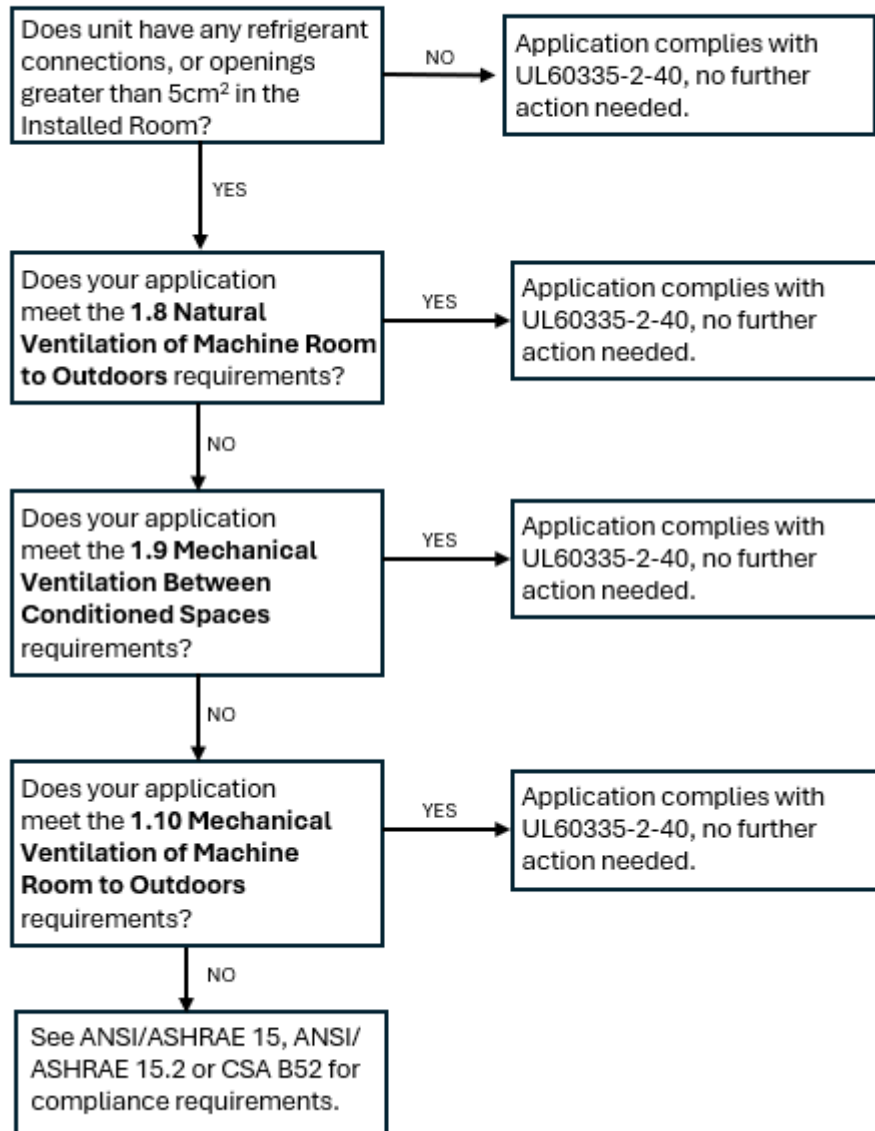 Does unit have any refrigerant
connections, or openings
greater than 5cm² in the
Installed Room?
NO
Application complies with
UL60335-2-40, no further
action needed.
YES
Does your application
meet the 1.8 Natural
Ventilation of Machine Room
to Outdoors requirements?
YES
Application complies with
UL60335-2-40, no further
action needed.
NO
Does your application
meet the 1.9 Mechanical
Ventilation Between
Conditioned Spaces
requirements?
YES
Application complies with
UL60335-2-40, no further
action needed.
NO
Does your application
meet the 1.10 Mechanical
Ventilation of Machine
Room to Outdoors
requirements?
YES
Application complies with
UL60335-2-40, no further
action needed.
NO
See ANSI/ASHRAE 15, ANSI/
ASHRAE 15.2 or CSA B52 for
compliance requirements.